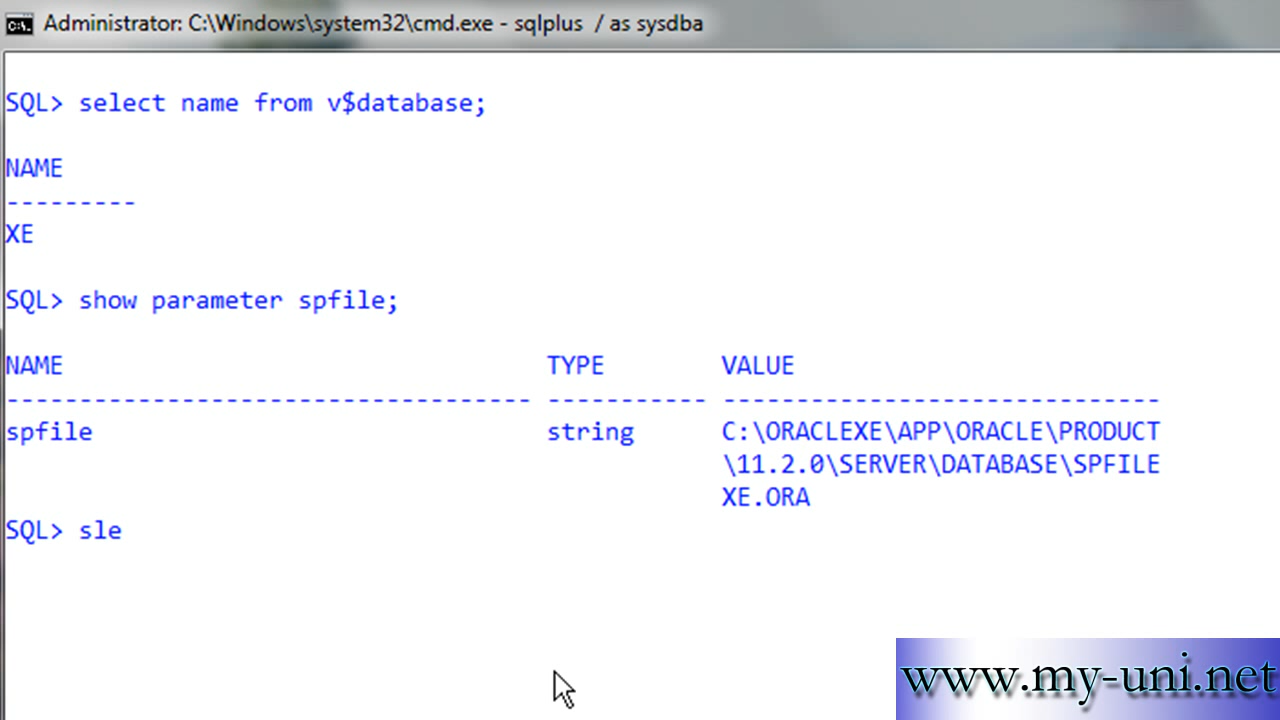 Administrator: C:\Windows\system32\cmd.exe - sqlplus  / as sysdba
SQL> select name from v$database;
NAME
---------
XE
SQL> show parameter spfile;
NAME                                 TYPE        VALUE
------------------------------------ ----------- ------------------------------
spfile                               string      C:\ORACLEXE\APP\ORACLE\PRODUCT
                                                 \11.2.0\SERVER\DATABASE\SPFILE
                                                 XE.ORA
SQL> sle
www.my-uni.net